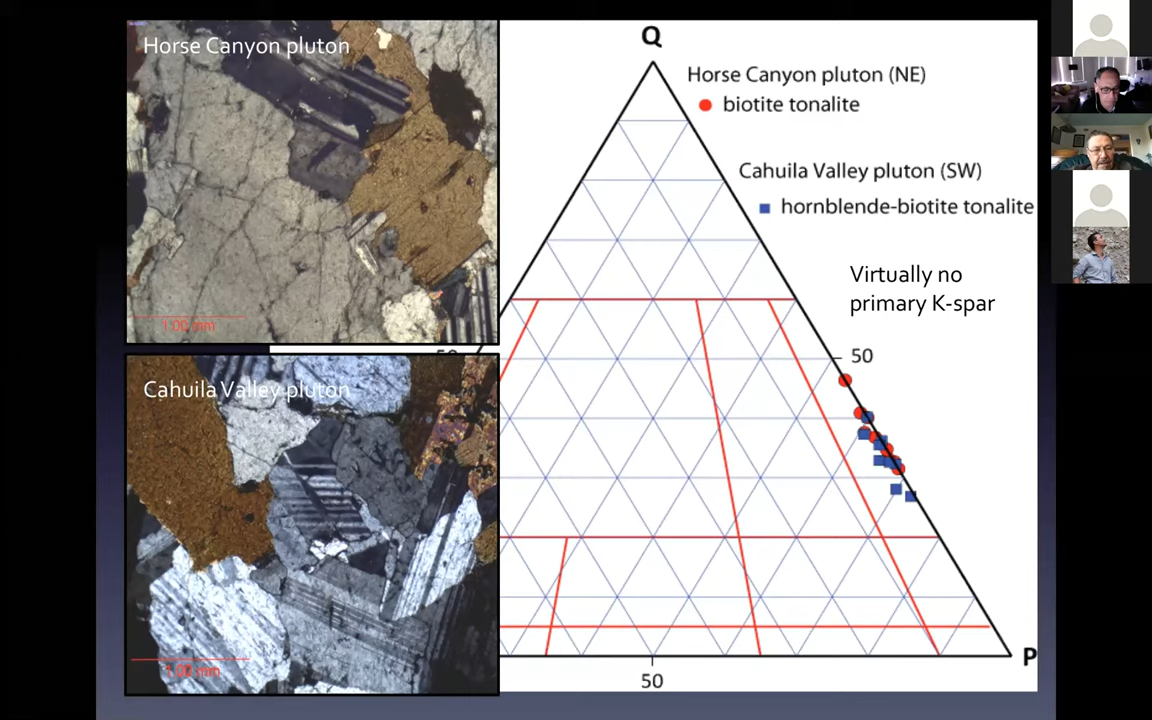 Horse Canyon pluton
1.00 mm
Cahuila Valley pluton
1.00 mm
Q
Horse Canyon pluton (NE)
biotite tonalite
Cahuila Valley pluton (SW)
hornblende-biotite tonalite
Virtually no
primary K-spar
50
P
50